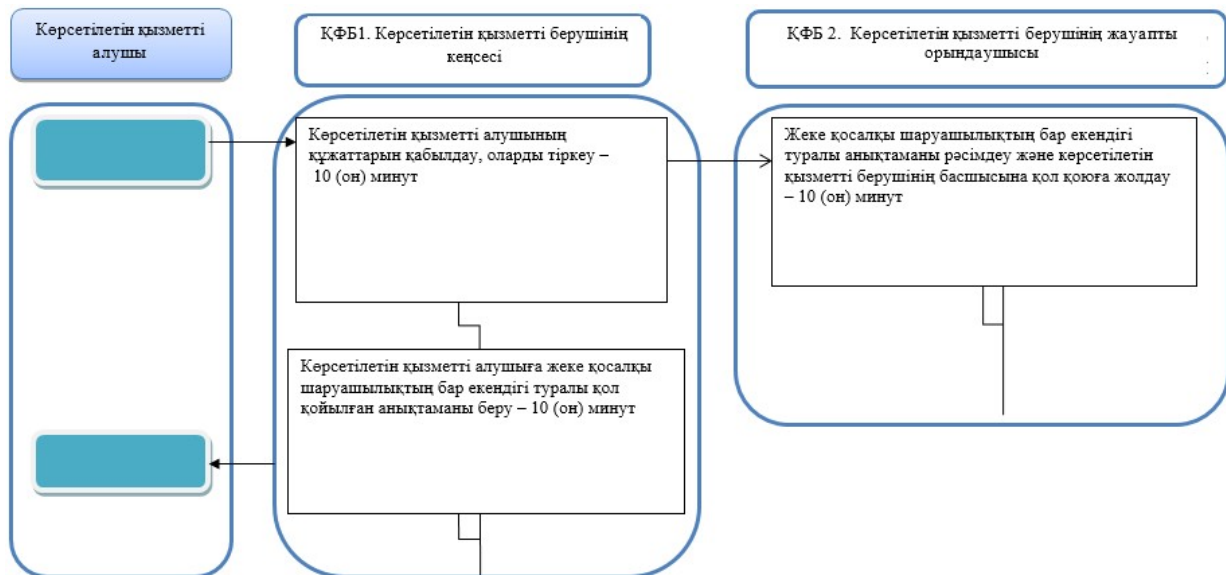 Көрсетілетін қызметті
алушы
ҚФБ1. Көрсетілетін қызметті берушінің
кеңсесі
ҚФБ 2. Көрсетілетін қызметті берушінің жауапты
орындаушысы
Көрсетілетін қызметті алушының
құжаттарын қабылдау, оларды тіркеу –
10 (он) минут
Жеке қосалқы шаруашылықтың бар екендігі
туралы анықтаманы рәсімдеу және көрсетілетін
қызметті берушінің басшысына қол қоюға жолдау
– 10 (он) минут
Көрсетілетін қызметті алушыға жеке қосалқы
шаруашылықтың бар екендігі туралы қол
қойылған анықтаманы беру – 10 (он) минут